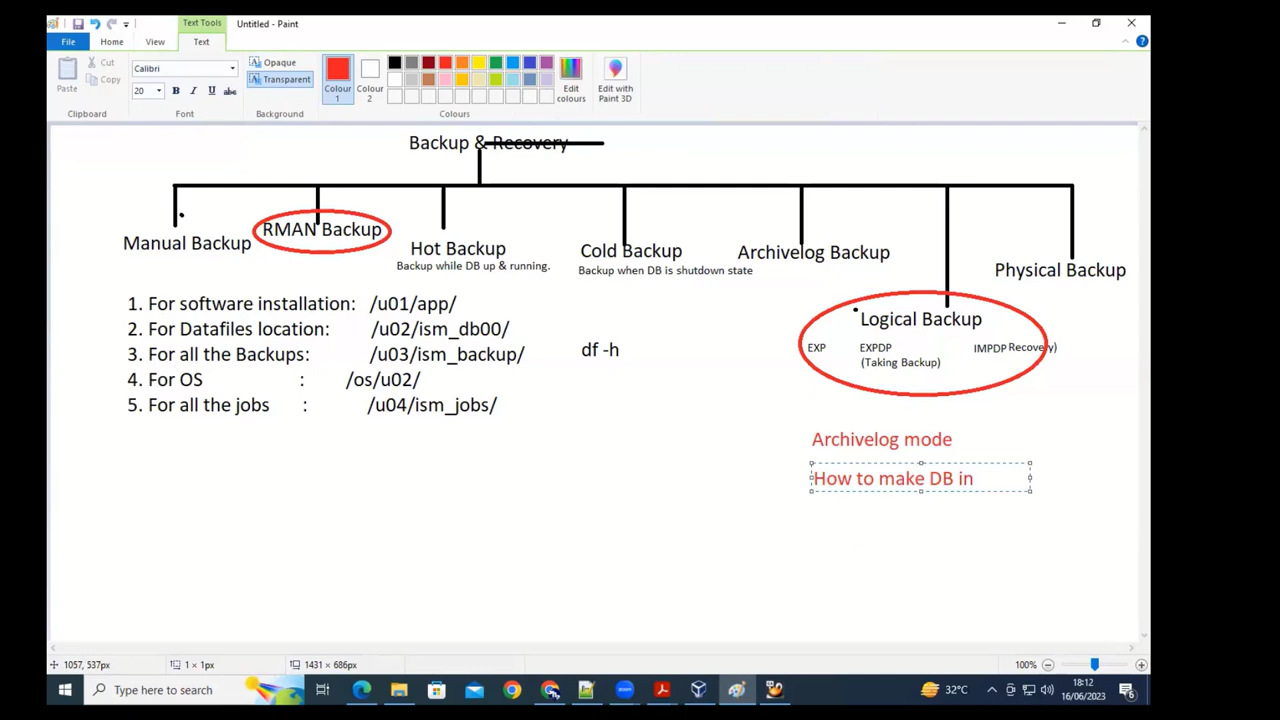 Text Tools
Untitled - Paint
File
Home
View
Text
Paste
Cut
Copy
Clipboard
Calibri
20
B I U abc
Font
Opaque
Transparent
Background
Colour 1
Colour 2
Edit colours
Edit with Paint 3D
Colours
Backup & Recovery
Manual Backup
RMAN Backup
Hot Backup
Backup while DB up & running.
Cold Backup
Backup when DB is shutdown state
Archivelog Backup
Physical Backup
Logical Backup
EXP EXPDP IMPDP Recovery)
(Taking Backup)
1. For software installation: /u01/app/
2. For Datafiles location: /u02/ism_db00/
3. For all the Backups: /u03/ism_backup/
4. For OS : /os/u02/
5. For all the jobs : /u04/ism_jobs/
df -h
Archivelog mode
How to make DB in
1057, 537px
1 × 1px
1431 × 686px
100%
Type here to search
32°C
18:12
16/06/2023
6